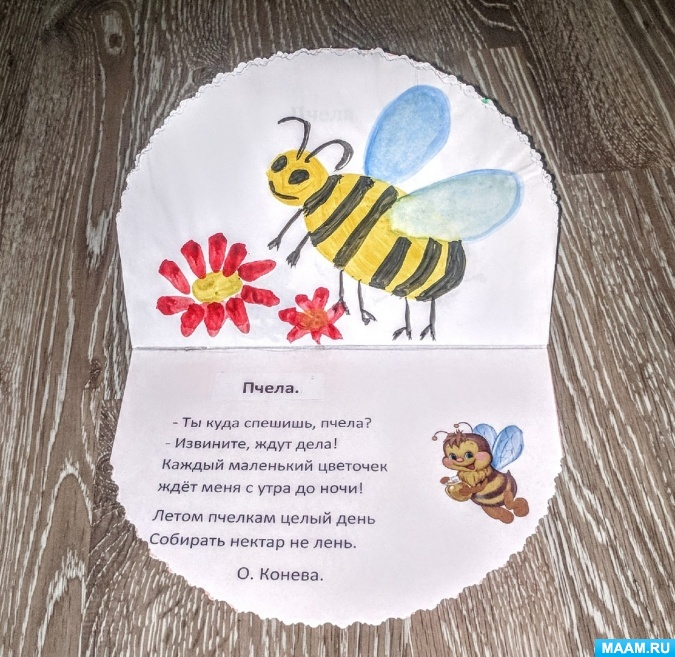 Пчела.
- Ты куда спешишь, пчела?
- Извините, ждут дела!
Каждый маленький цветочек
ждёт меня с утра до ночи!
Летом пчелкам целый день
Собирать нектар не лень.
О. Конева.
MAAM.RU